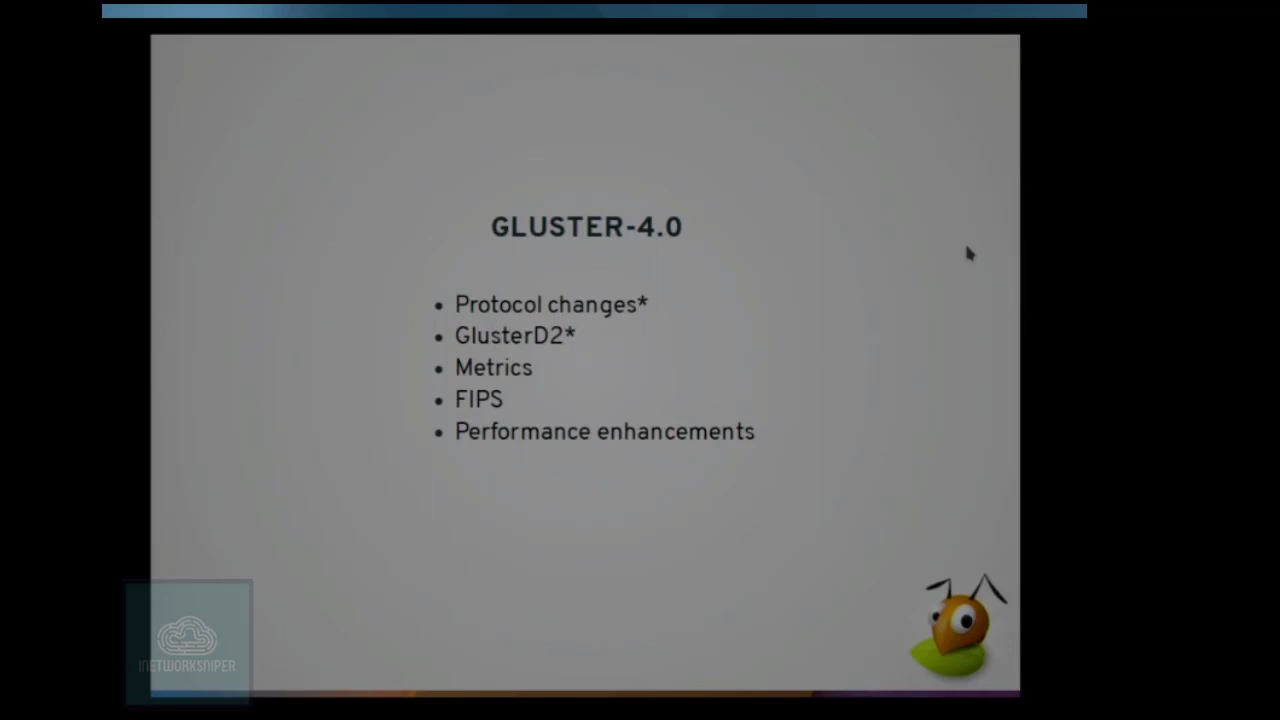 GLUSTER-4.0
• Protocol changes*
• GlusterD2*
• Metrics
• FIPS
• Performance enhancements
INETWORKSNIPER